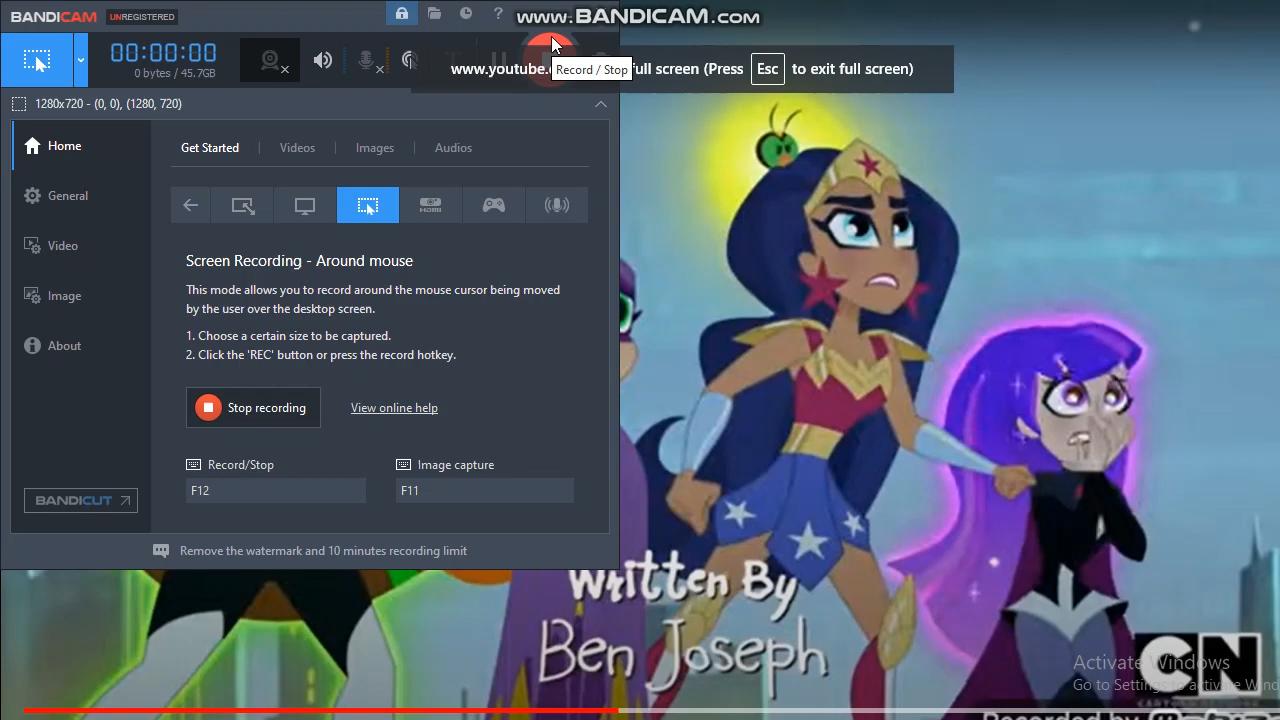 BANDICAM UNREGISTERED
?
www.BANDICAM.com
00:00:00
0 bytes / 45.7GB
www.youtube.
full screen (Press Esc to exit full screen)
Record / Stop
1280x720 - (0, 0), (1280, 720)
Home
General
Video
Image
About
BANDICUT
Get Started
Videos
Images
Audios
HDMI
Screen Recording - Around mouse
This mode allows you to record around the mouse cursor being moved
by the user over the desktop screen.
1. Choose a certain size to be captured.
2. Click the 'REC' button or press the record hotkey.
Stop recording
View online help
Record/Stop
Image capture
F12
F11
Remove the watermark and 10 minutes recording limit
Written By
Ben Joseph
CN
Activate Windows
Go to Settings to activate Wind
Recorded by